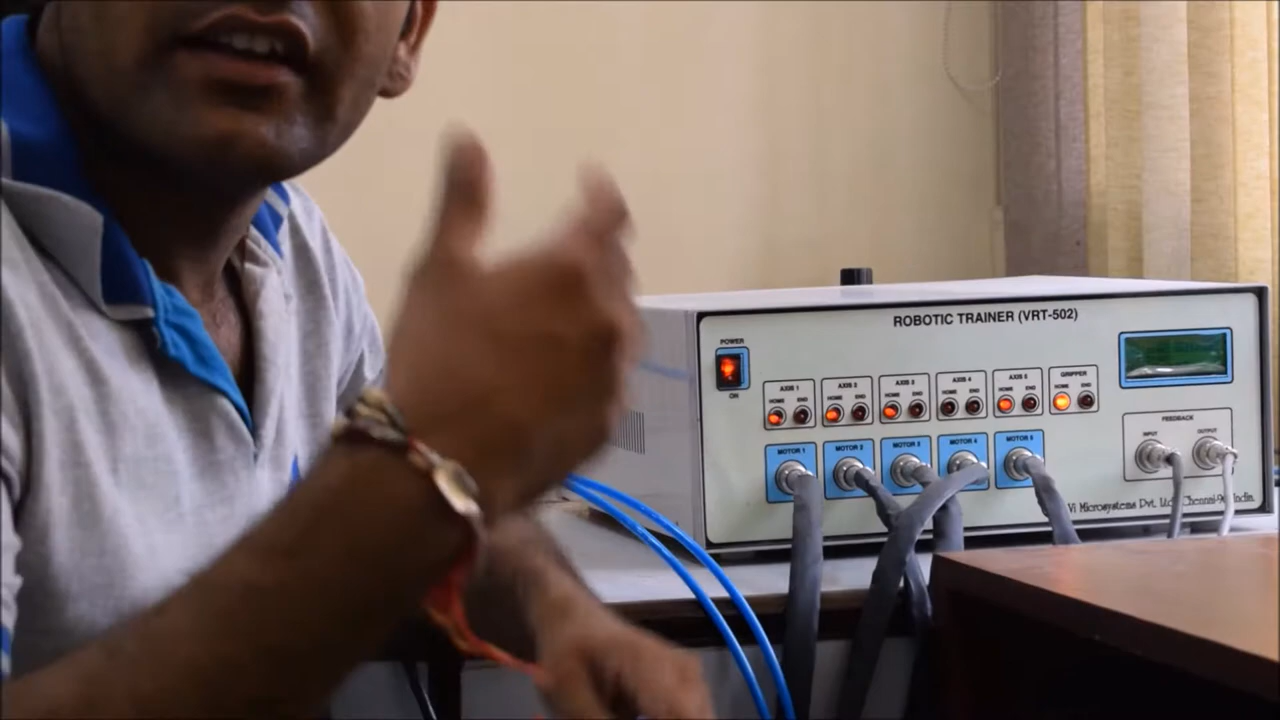 ROBOTIC TRAINER (VRT-502)
POWER
ON
AXIS 1
HOME END
AXIS 2
HOME END
AXIS 3
HOME END
AXIS 4
HOME END
AXIS 5
HOME END
GRIPPER
HOME END
MOTOR 1
MOTOR 2
MOTOR 3
MOTOR 4
MOTOR 5
FEEDBACK
INPUT
OUTPUT
Vi Microsystems Pvt. Ltd. Chennai-96 India.